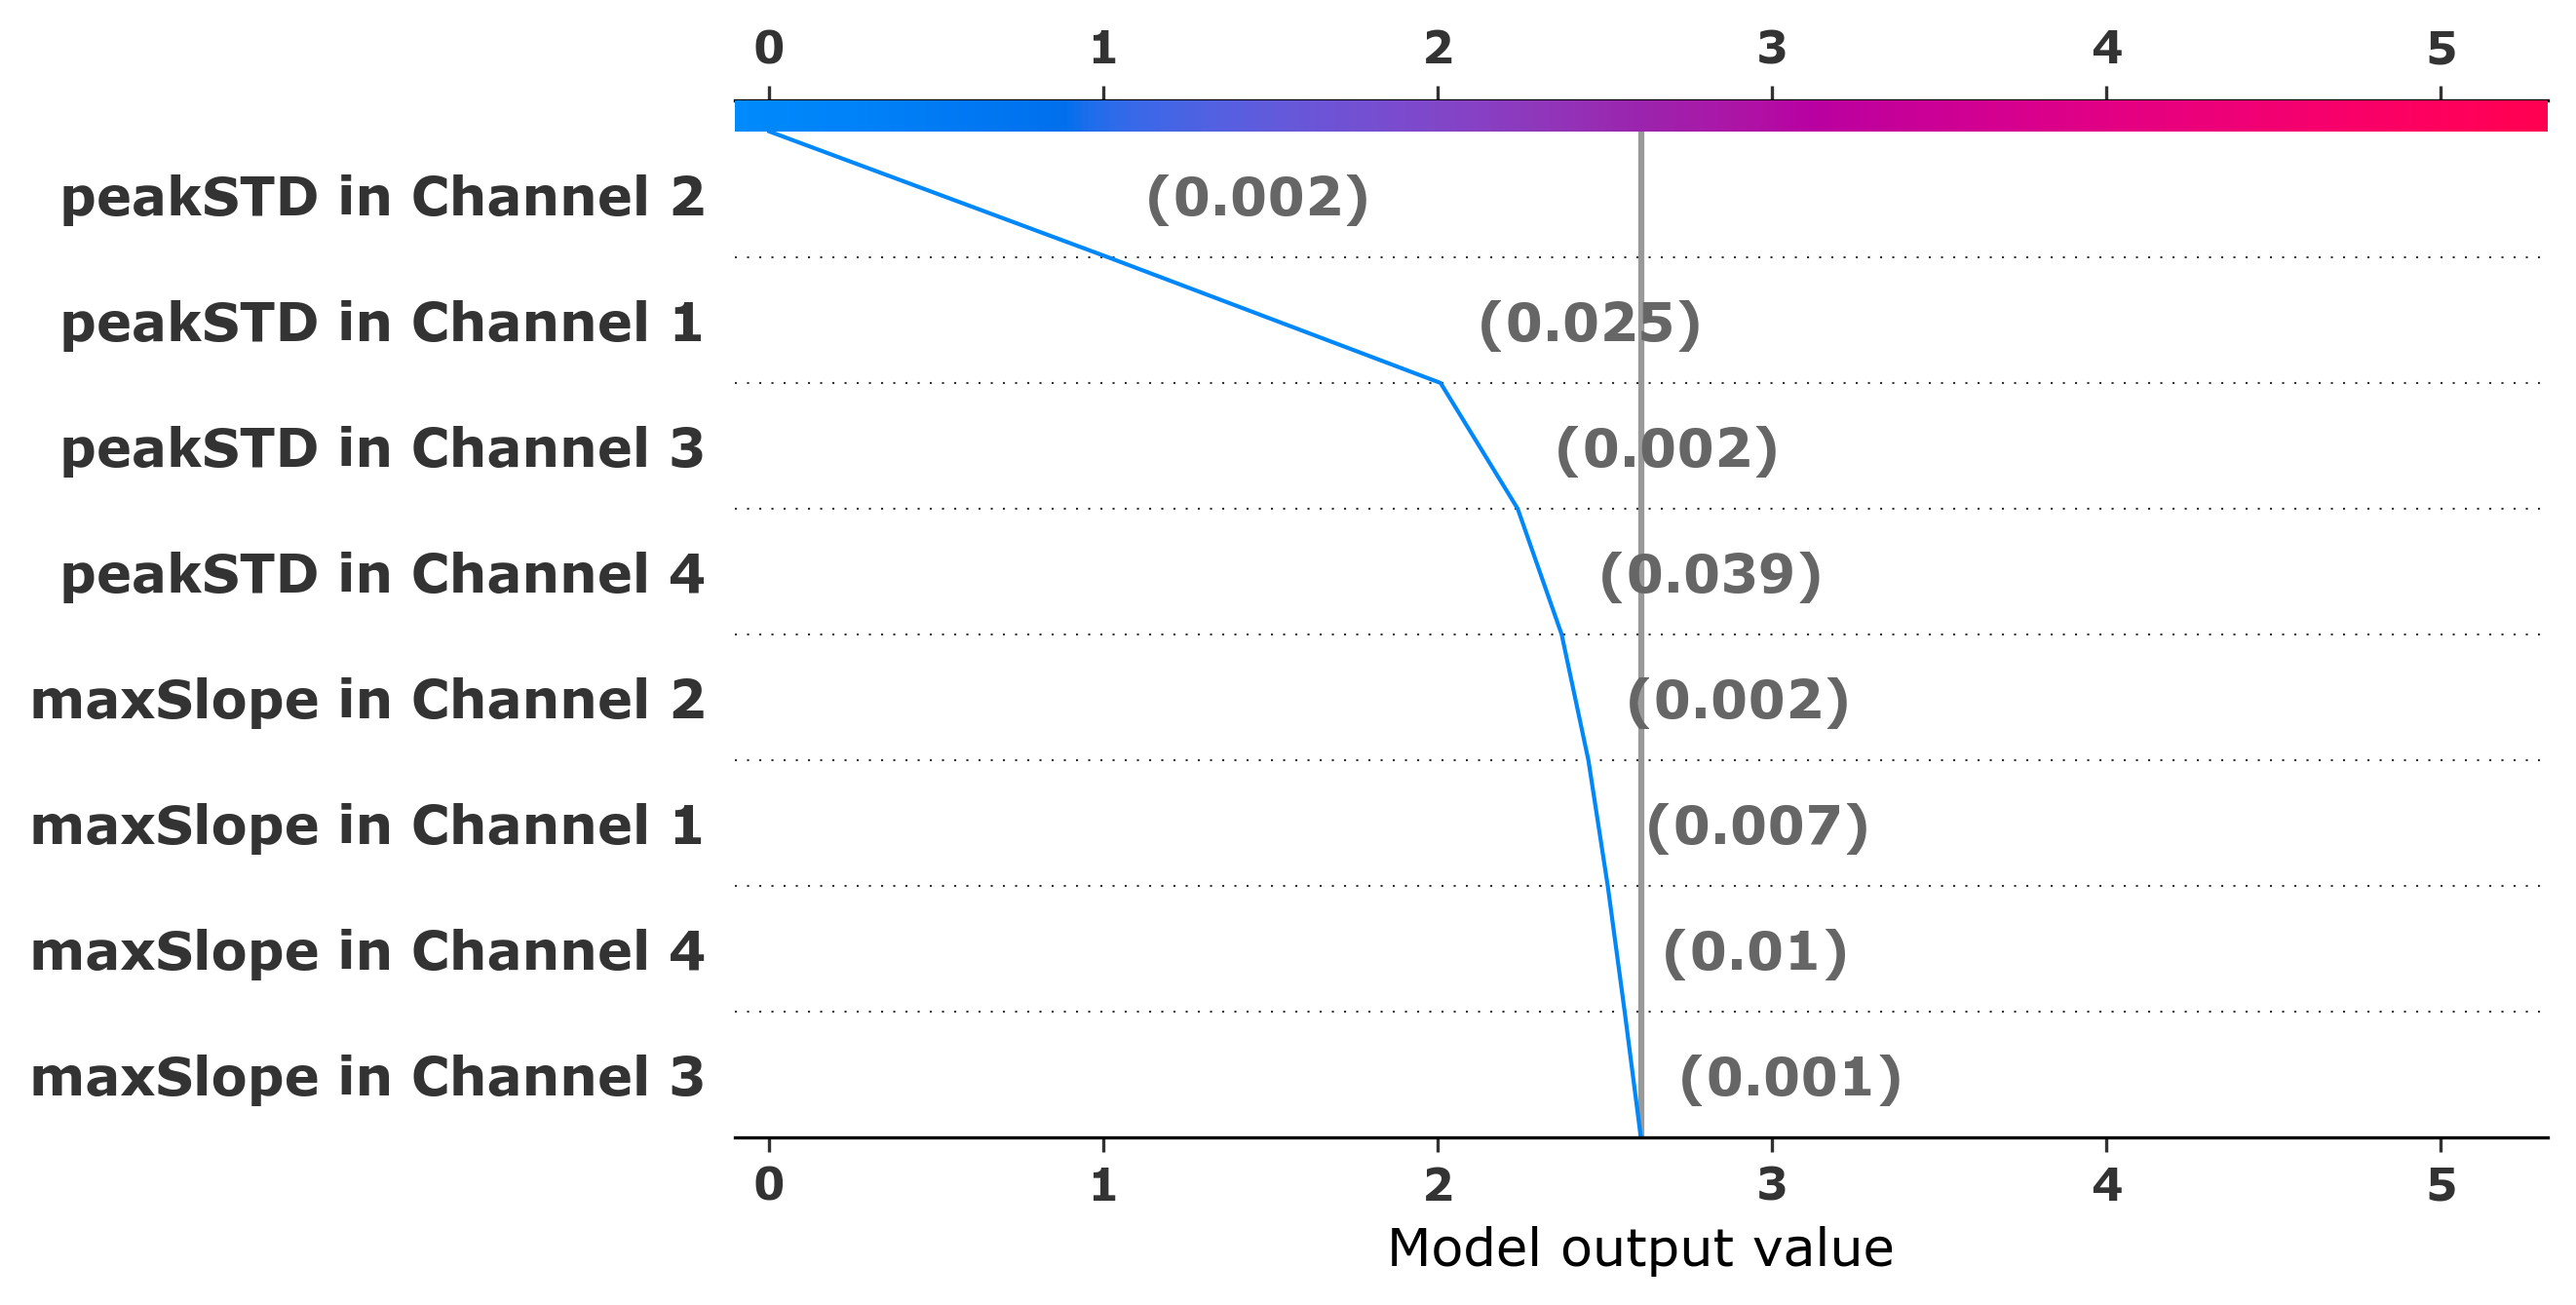 0 1 2 3 4 5
peakSTD in Channel 2 (0.002)
peakSTD in Channel 1 (0.025)
peakSTD in Channel 3 (0.002)
peakSTD in Channel 4 (0.039)
maxSlope in Channel 2 (0.002)
maxSlope in Channel 1 (0.007)
maxSlope in Channel 4 (0.01)
maxSlope in Channel 3 (0.001)
0 1 2 3 4 5
Model output value